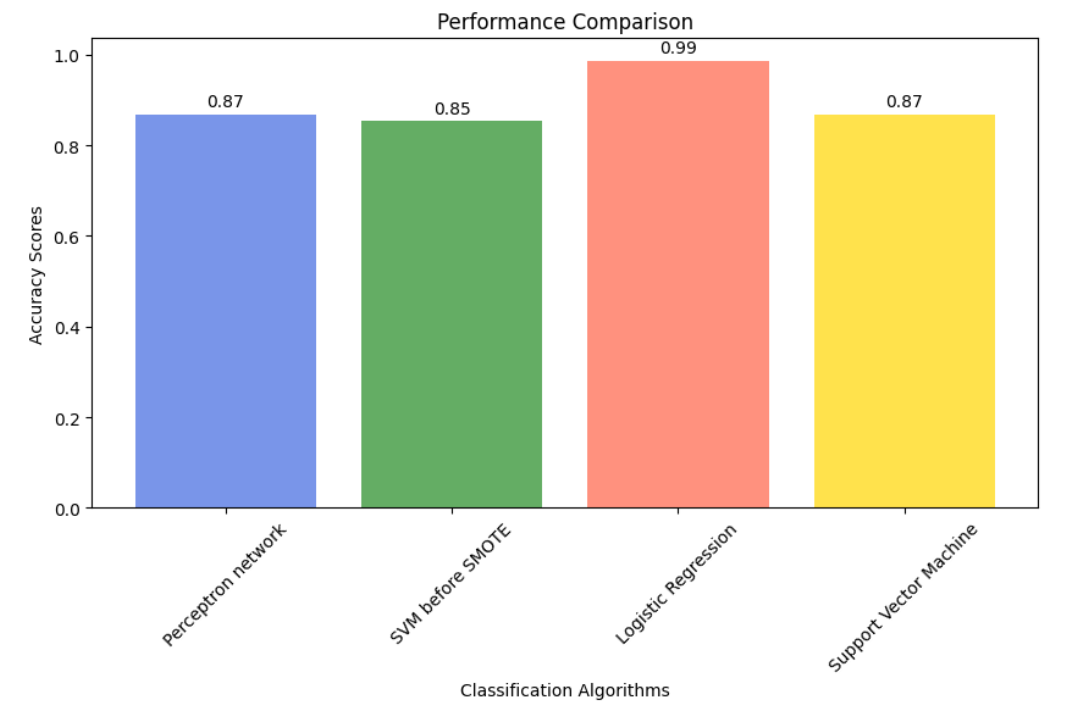 Performance Comparison
0.87
0.85
0.99
0.87
Accuracy Scores
1.0
0.8
0.6
0.4
0.2
0.0
Perceptron network
SVM before SMOTE
Logistic Regression
Support Vector Machine
Classification Algorithms